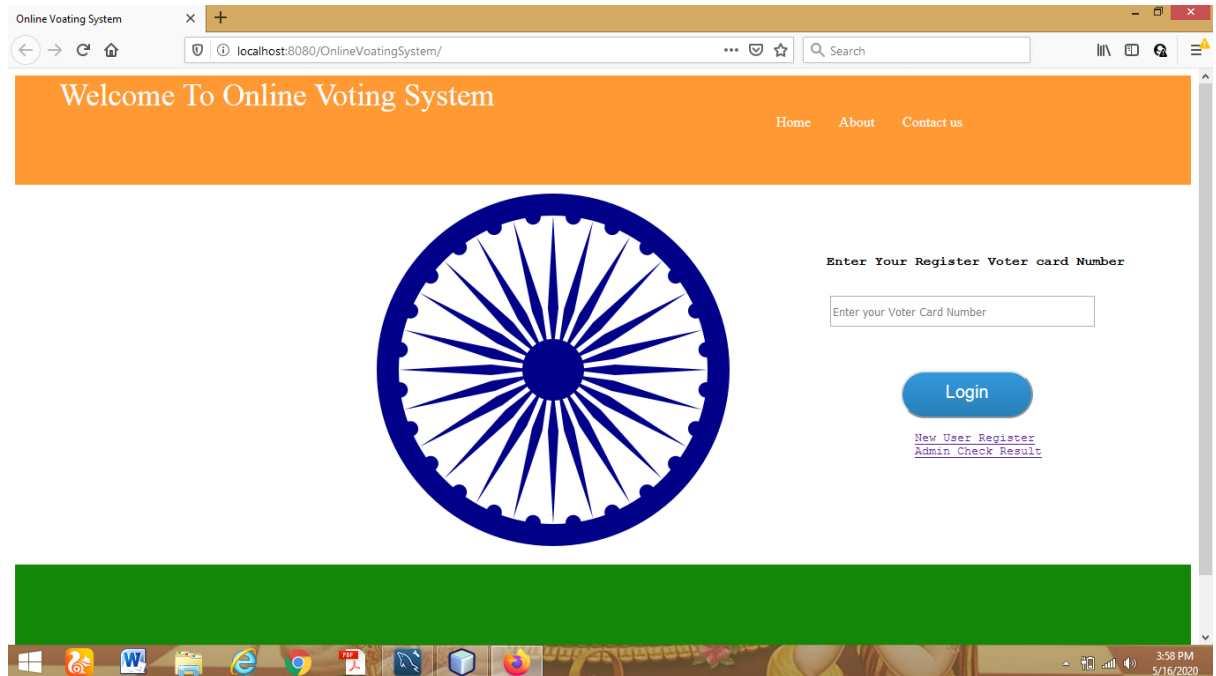 Online Voating System
localhost:8080/OnlineVoatingSystem/
Search
Welcome To Online Voting System
Home About Contact us
Enter Your Register Voter card Number
Enter your Voter Card Number
Login
New User Register
Admin Check Result
PDF
3:58 PM
5/16/2020